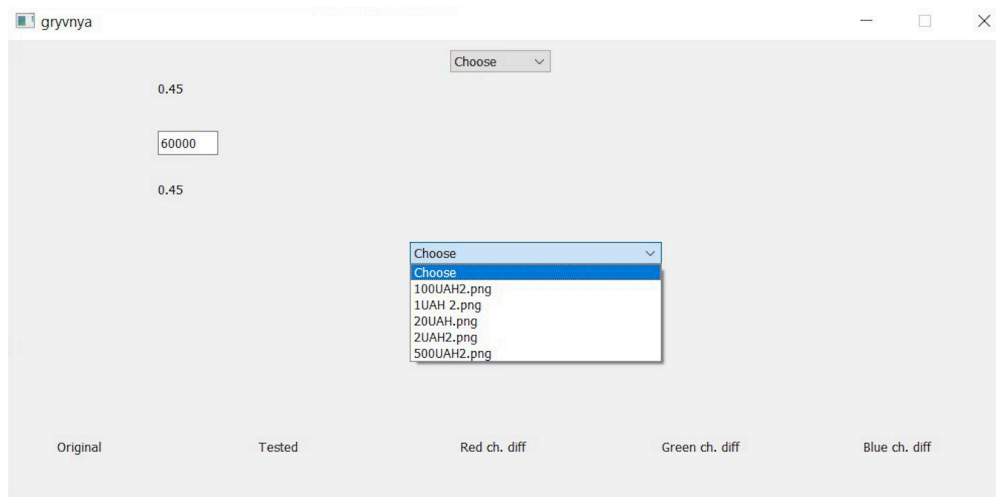 gryvnya
Choose
0.45
60000
0.45
Choose
Choose
100UAH2.png
1UAH 2.png
20UAH.png
2UAH2.png
500UAH2.png
Original Tested Red ch. diff Green ch. diff Blue ch. diff